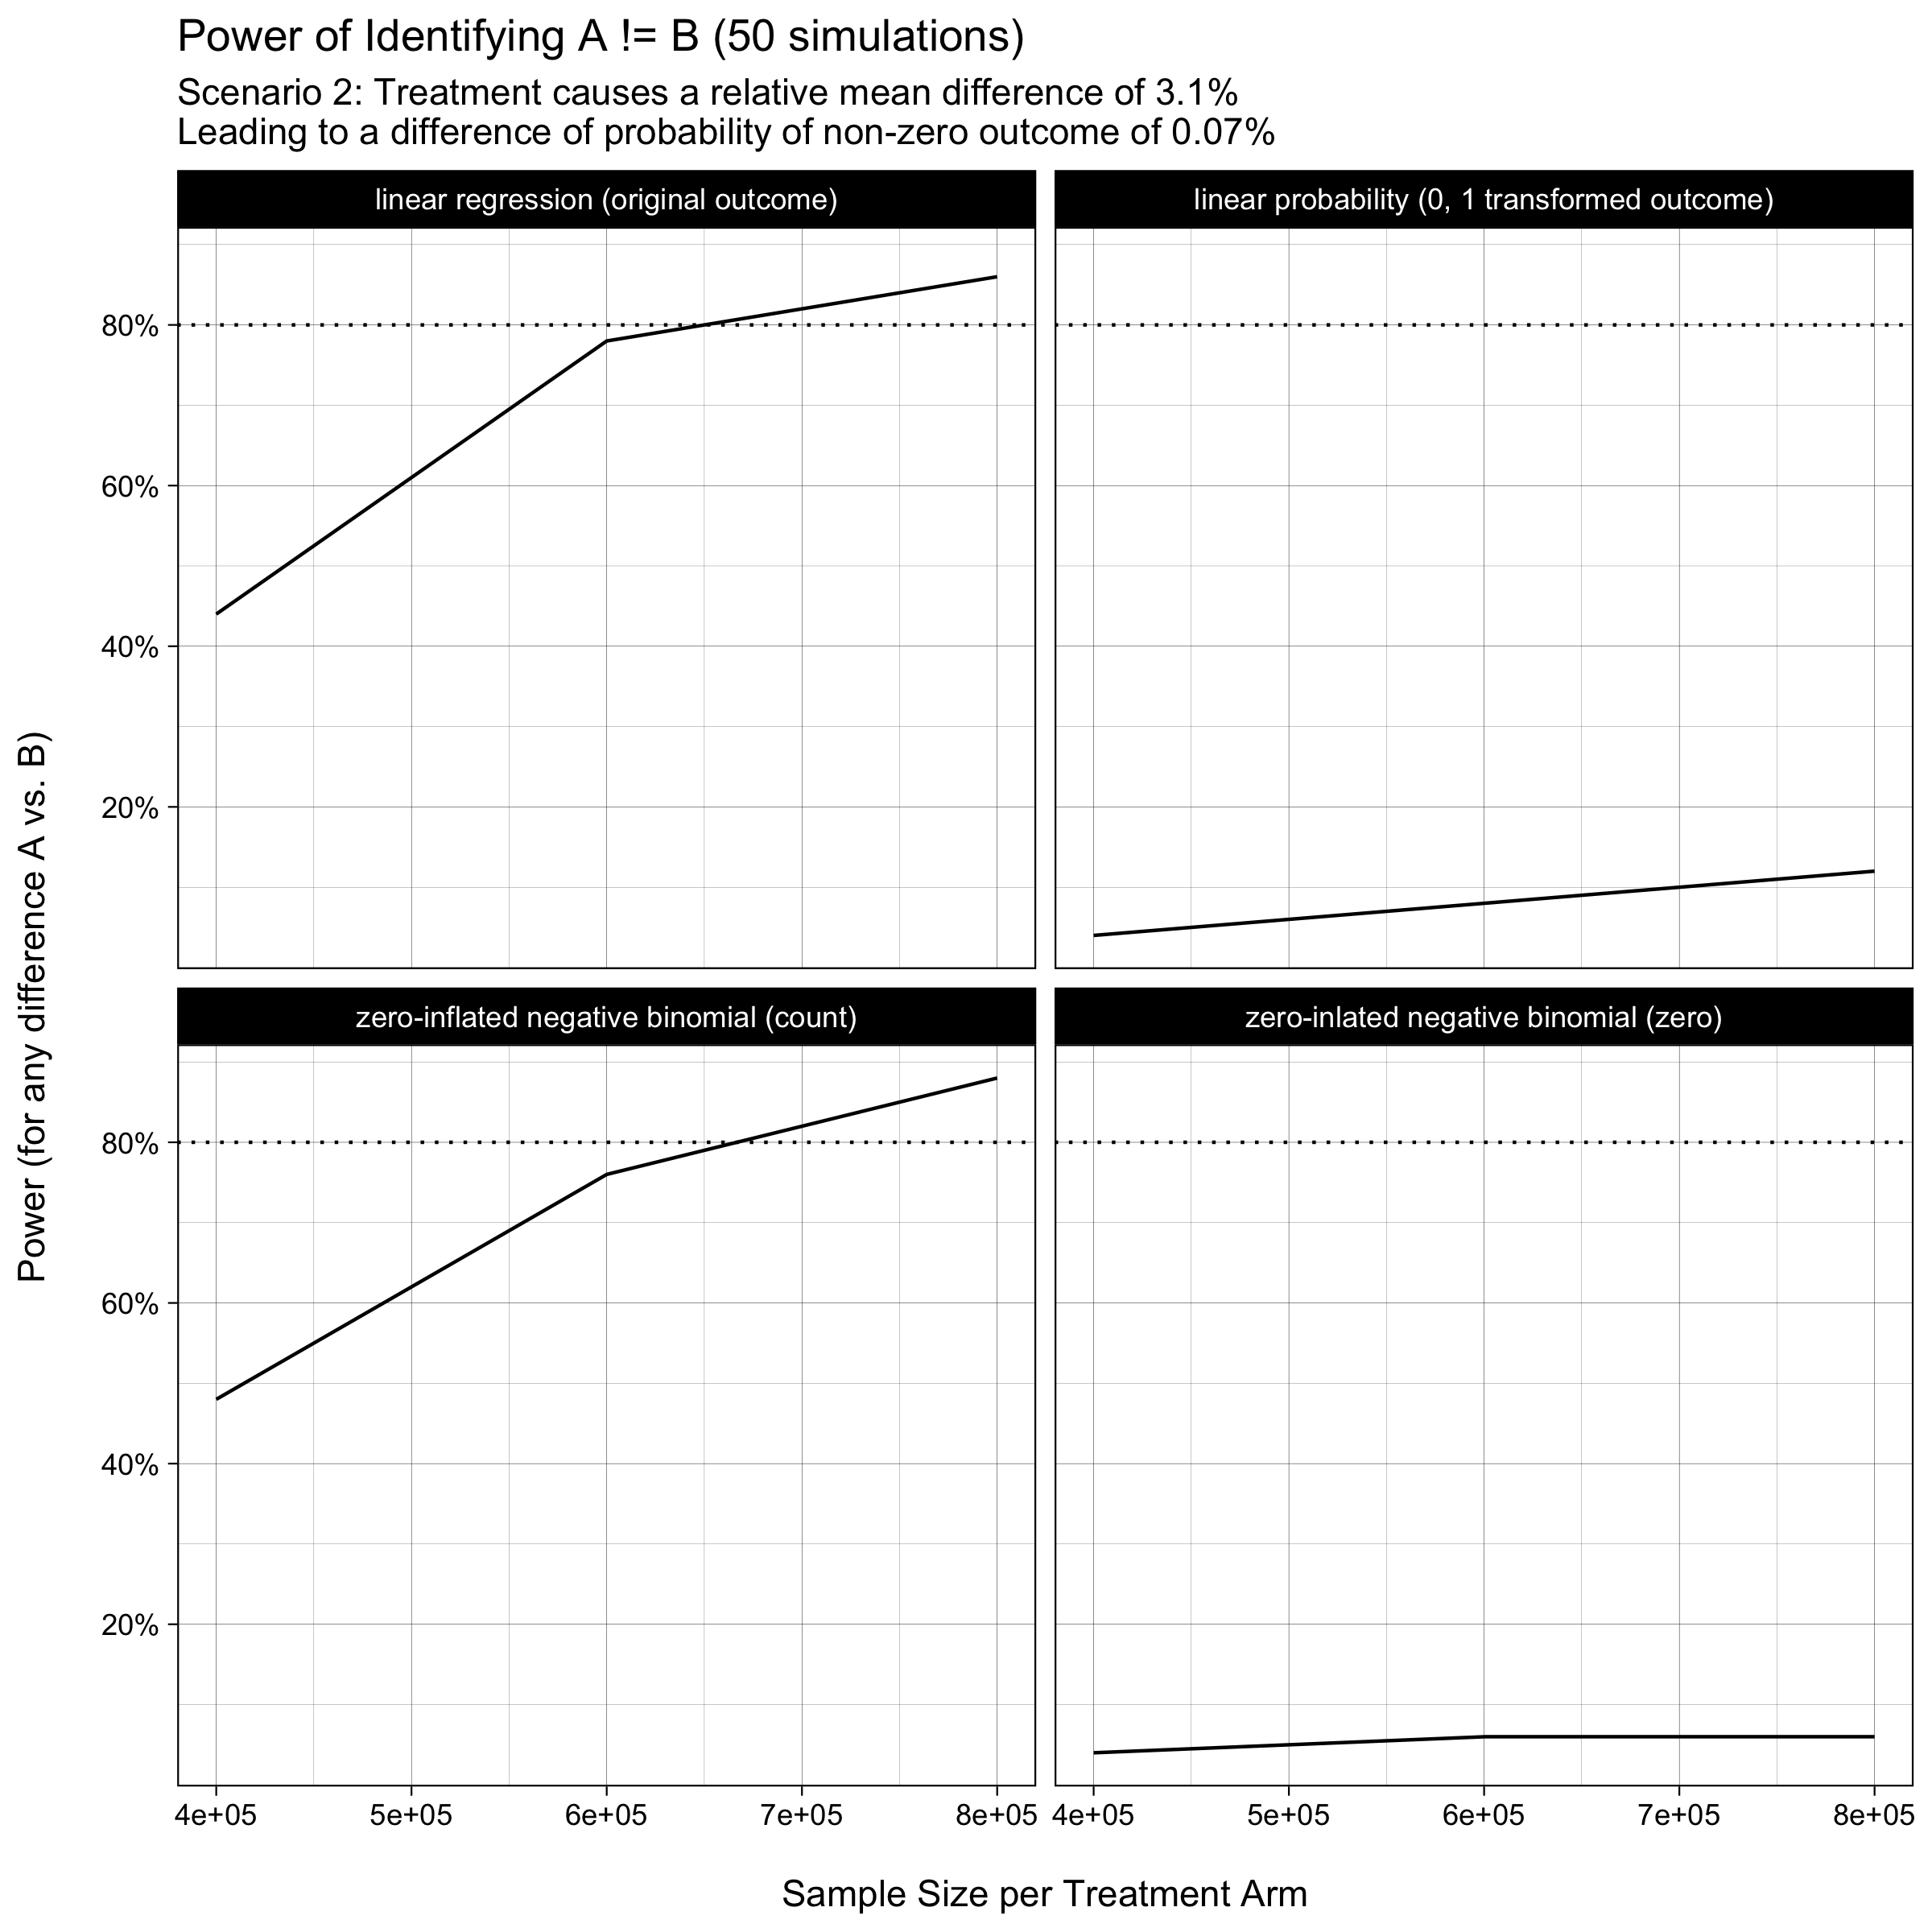 Power of Identifying A != B (50 simulations)
Scenario 2: Treatment causes a relative mean difference of 3.1%
Leading to a difference of probability of non-zero outcome of 0.07%
linear regression (original outcome)
linear probability (0, 1 transformed outcome)
80%
60%
40%
20%
Power (for any difference A vs. B)
zero-inflated negative binomial (count)
zero-inlated negative binomial (zero)
80%
60%
40%
20%
4e+05 5e+05 6e+05 7e+05 8e+05
4e+05 5e+05 6e+05 7e+05 8e+05
Sample Size per Treatment Arm